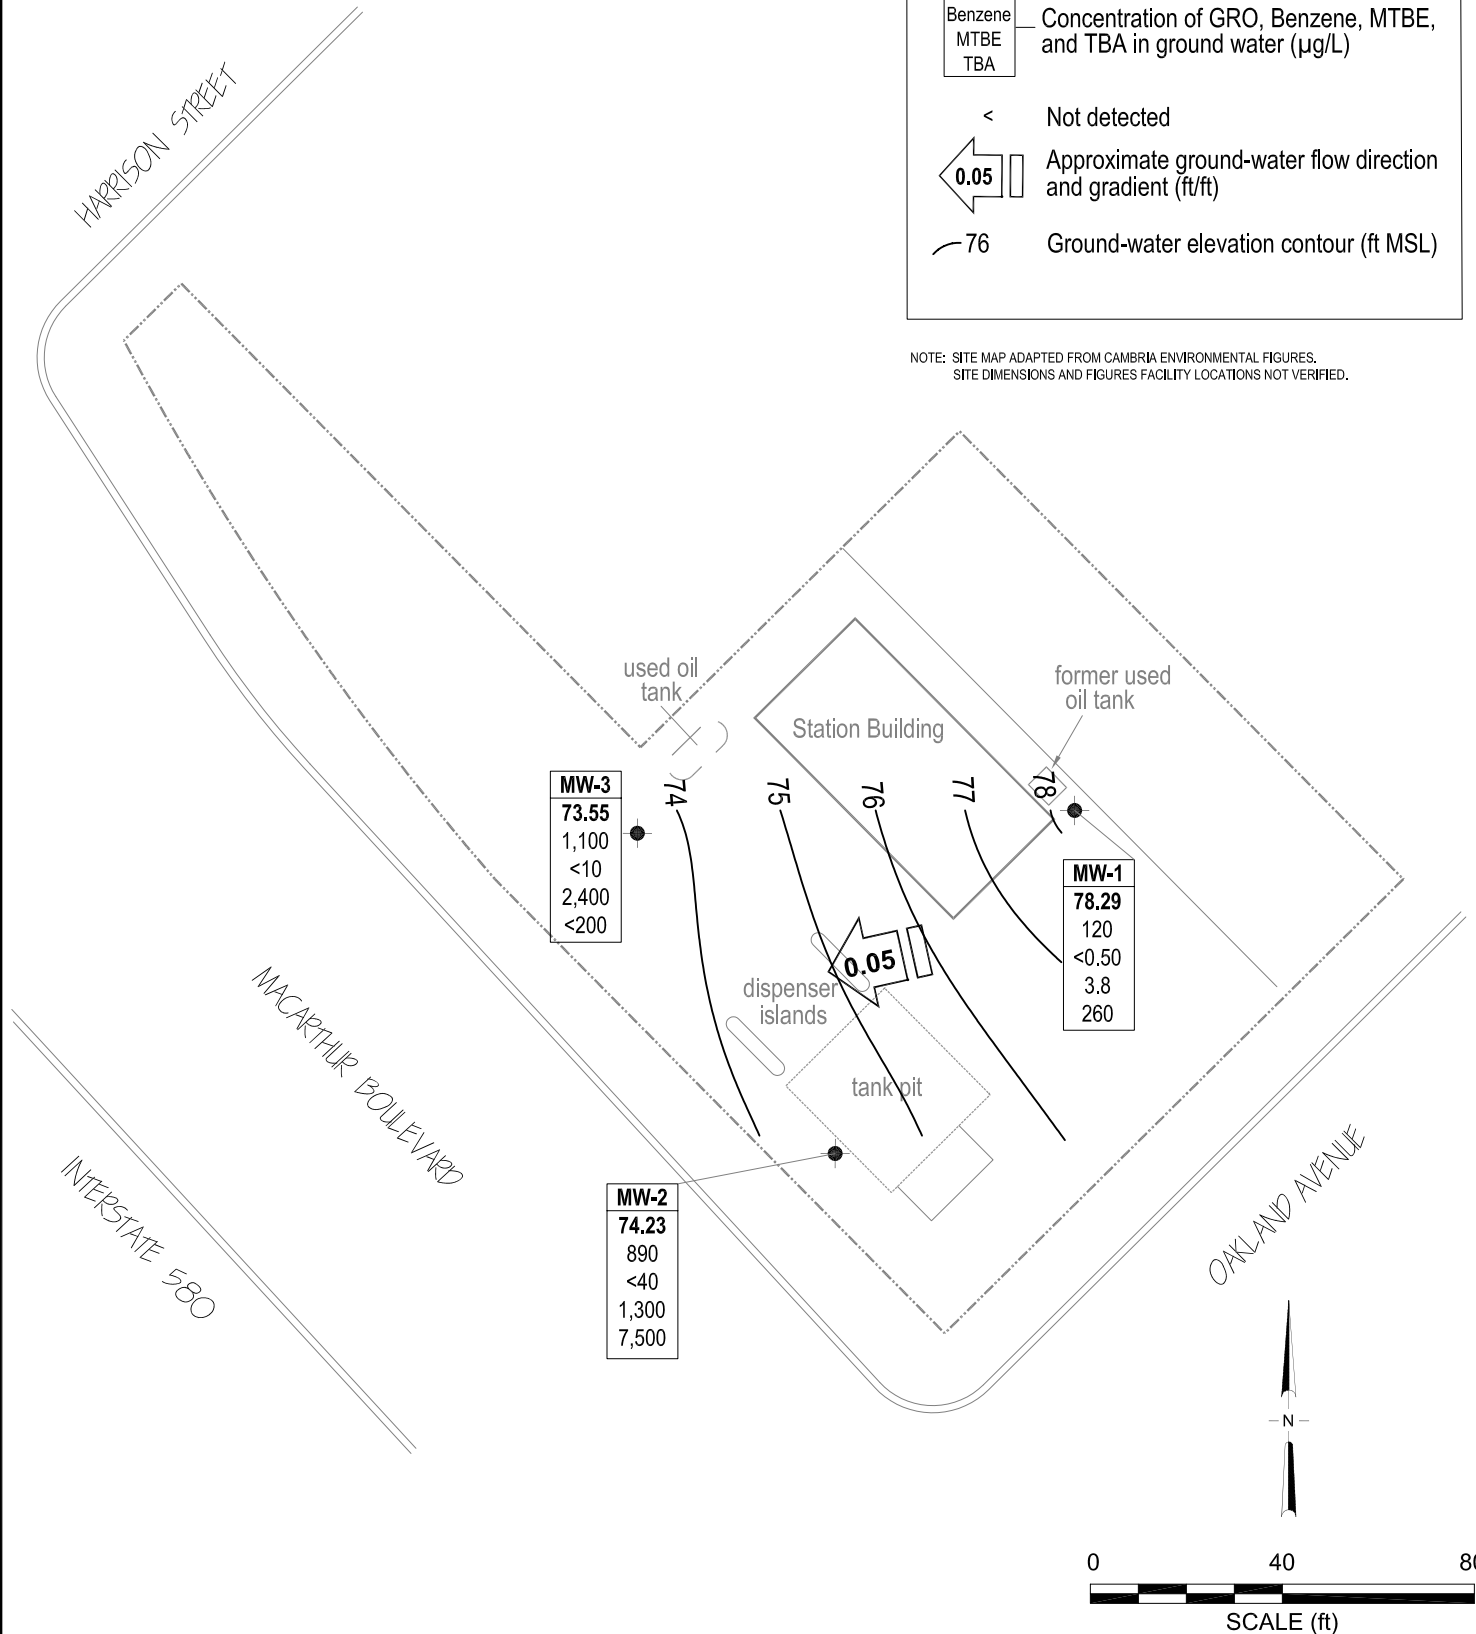 Benzene
MTBE
TBA
Concentration of GRO, Benzene, MTBE,
and TBA in ground water (µg/L)
< Not detected
0.05
Approximate ground-water flow direction
and gradient (ft/ft)
76 Ground-water elevation contour (ft MSL)
NOTE: SITE MAP ADAPTED FROM CAMBRIA ENVIRONMENTAL FIGURES.
SITE DIMENSIONS AND FIGURES FACILITY LOCATIONS NOT VERIFIED.
HARRISON STREET
used oil
tank
Station Building
former used
oil tank
74
75
76
77
78
MW-3
73.55
1,100
<10
2,400
<200
MW-1
78.29
120
<0.50
3.8
260
0.05
dispenser
islands
tank pit
MACARTHUR BOULEVARD
INTERSTATE 580
MW-2
74.23
890
<40
1,300
7,500
OAKLAND AVENUE
N
0 40
SCALE (ft)